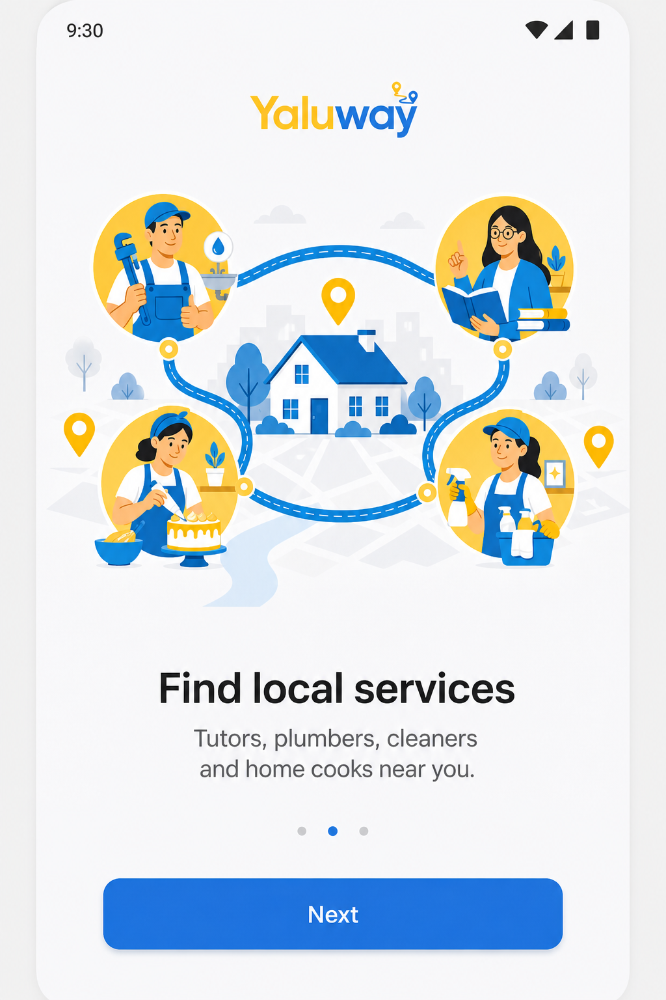 9:30
Yaluway
Find local services
Tutors, plumbers, cleaners
and home cooks near you.
Next